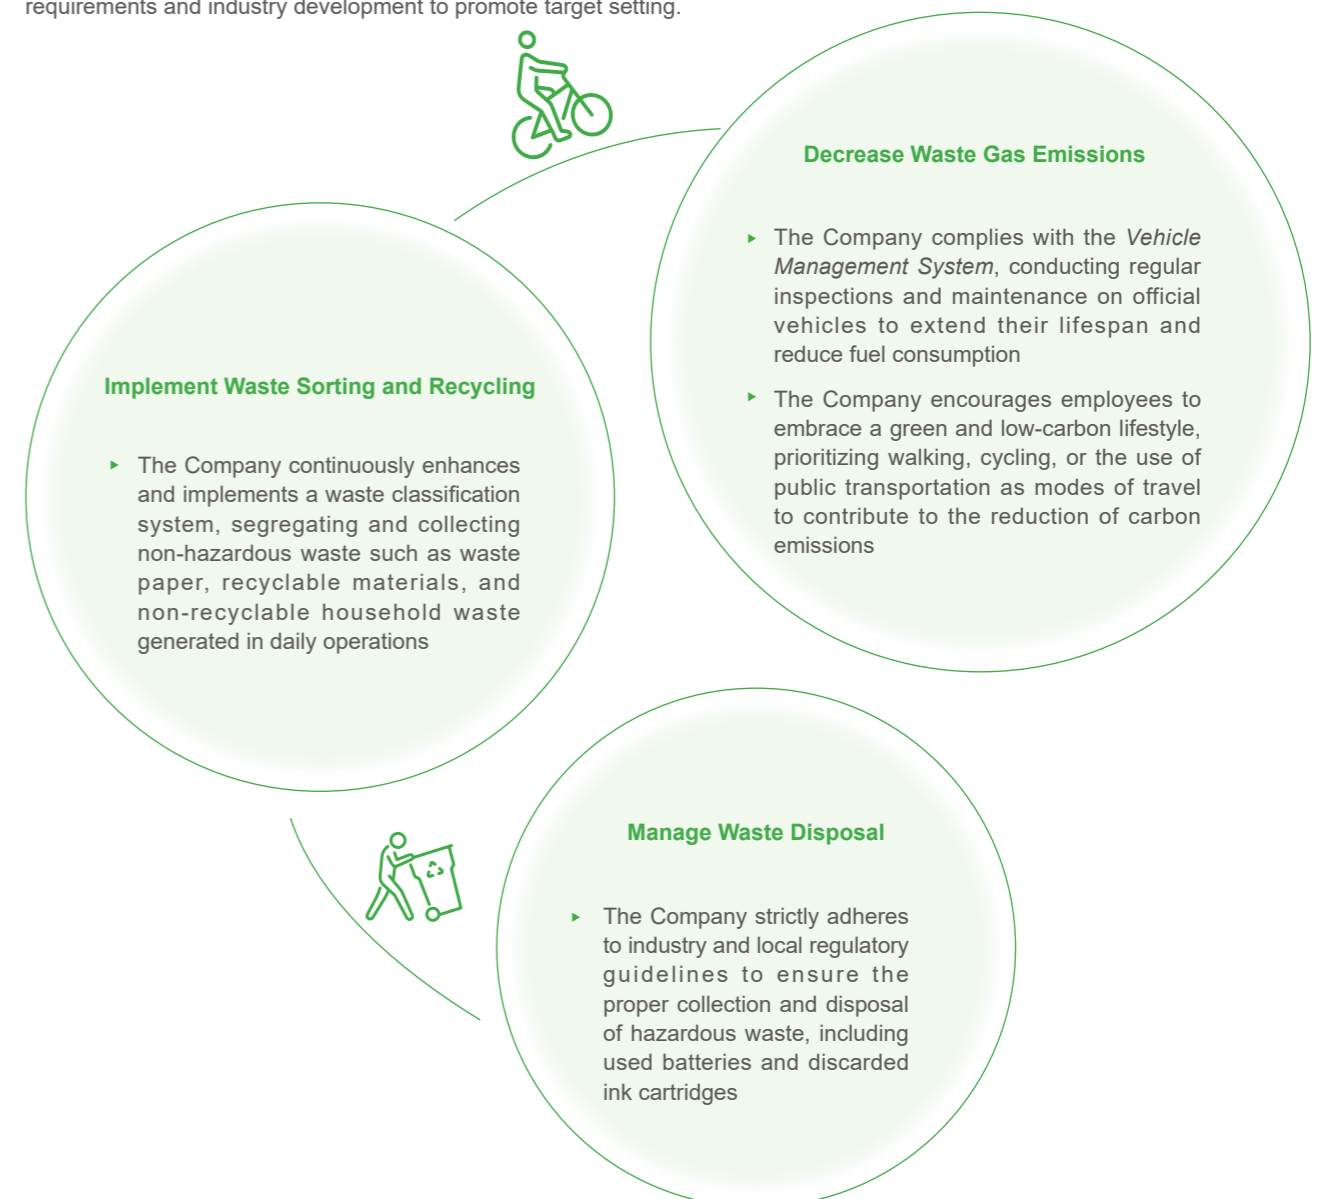 requirements and industry development to promote target setting.
Decrease Waste Gas Emissions
▸ The Company complies with the Vehicle
Management System, conducting regular
inspections and maintenance on official
vehicles to extend their lifespan and
reduce fuel consumption
▸ The Company encourages employees to
embrace a green and low-carbon lifestyle,
prioritizing walking, cycling, or the use of
public transportation as modes of travel
to contribute to the reduction of carbon
emissions
Implement Waste Sorting and Recycling
▸ The Company continuously enhances
and implements a waste classification
system, segregating and collecting
non-hazardous waste such as waste
paper, recyclable materials, and
non-recyclable household waste
generated in daily operations
Manage Waste Disposal
▸ The Company strictly adheres
to industry and local regulatory
guidelines to ensure the
proper collection and disposal
of hazardous waste, including
used batteries and discarded
ink cartridges